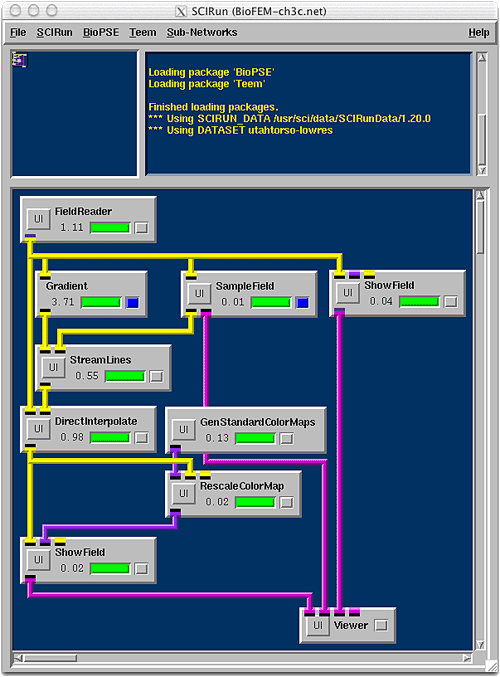 SCIRun (BioFEM-ch3c.net)
File SCIRun BioPSE Teem Sub-Networks Help
Loading package 'BioPSE'
Loading package 'Teem'
Finished loading packages.
*** Using SCIRUN_DATA /usr/sci/data/SCIRunData/1.20.0
*** Using DATASET utahtorso-lowres
UI FieldReader
1.11
Gradient
3.71
UI SampleField
0.01
UI ShowField
0.04
UI StreamLines
0.55
UI DirectInterpolate
0.98
UI GenStandardColorMaps
0.13
UI RescaleColorMap
0.02
UI ShowField
0.02
UI Viewer